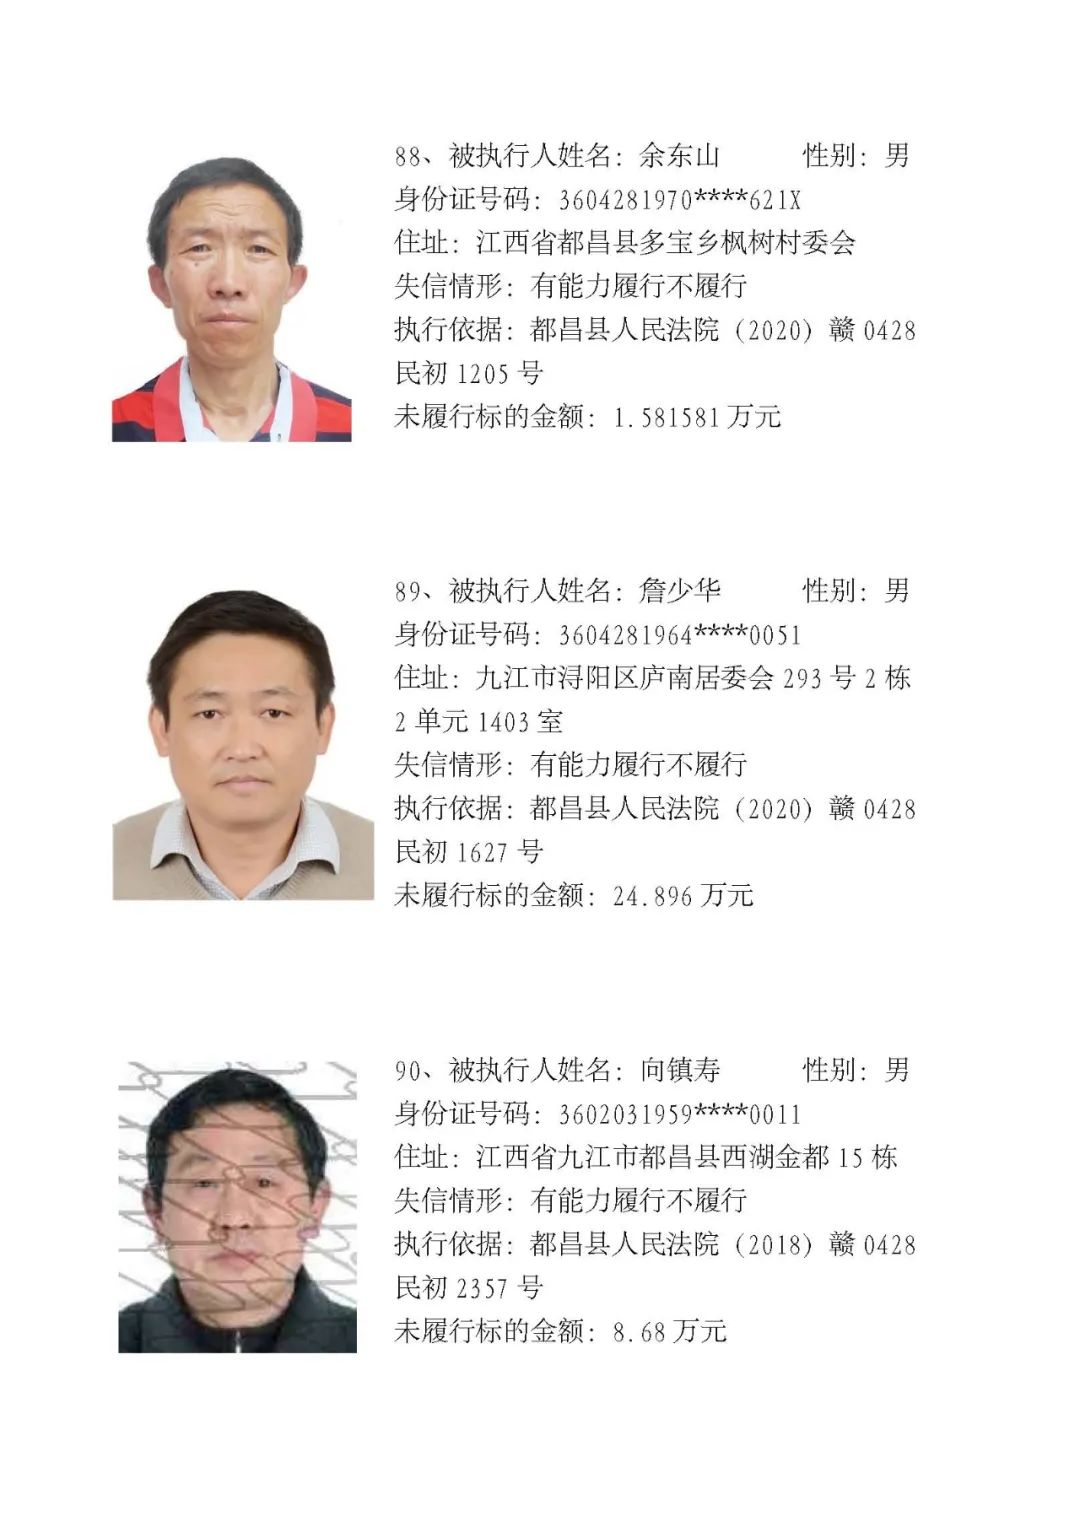 88、被执行人姓名：余东山 性别：男
身份证号码：3604281970****621X
住址：江西省都昌县多宝乡枫树村委会
失信情形：有能力履行不履行
执行依据：都昌县人民法院（2020）赣 0428
民初 1205 号
未履行标的金额：1.581581 万元
89、被执行人姓名：詹少华 性别：男
身份证号码：3604281964****0051
住址：九江市浔阳区庐南居委会 293 号 2 栋
2 单元 1403 室
失信情形：有能力履行不履行
执行依据：都昌县人民法院（2020）赣 0428
民初 1627 号
未履行标的金额：24.896 万元
90、被执行人姓名：向镇寿 性别：男
身份证号码：3602031959****0011
住址：江西省九江市都昌县西湖金都 15 栋
失信情形：有能力履行不履行
执行依据：都昌县人民法院（2018）赣 0428
民初 2357 号
未履行标的金额：8.68 万元